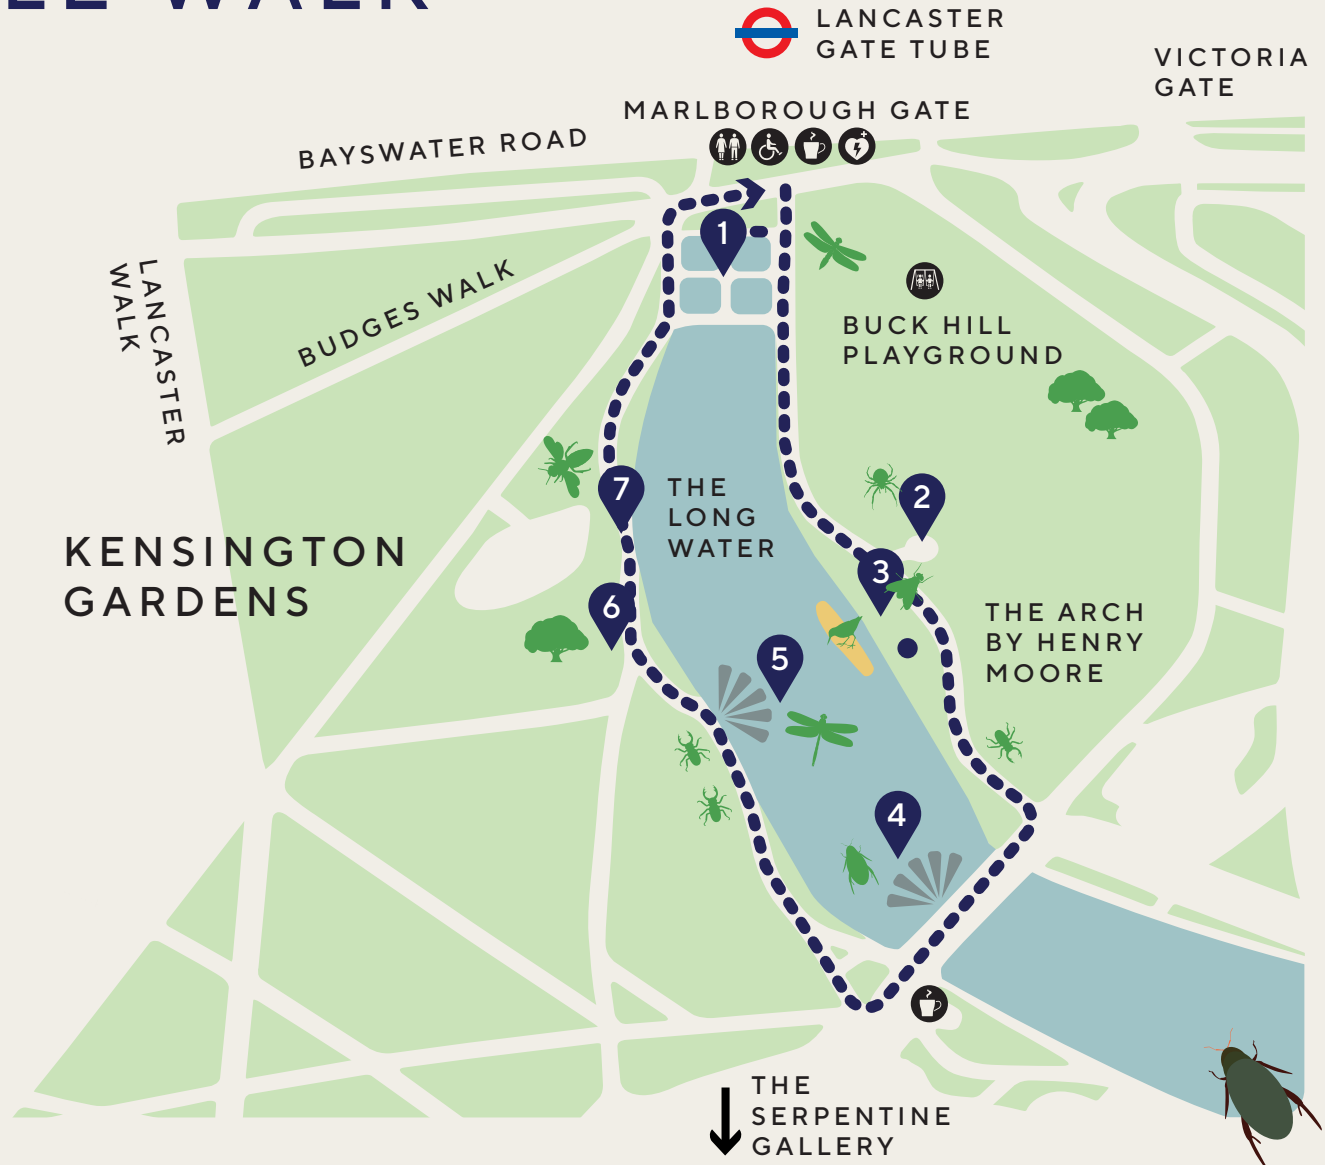 LANCASTER
GATE TUBE
VICTORIA
GATE
MARLBOROUGH GATE
BAYSWATER ROAD
1
LANCASTER
WALK
BUDGES WALK
BUCK HILL
PLAYGROUND
2
7
THE
LONG
WATER
KENSINGTON
GARDENS
3
6
THE ARCH
BY HENRY
MOORE
5
4
THE
SERPENTINE
GALLERY